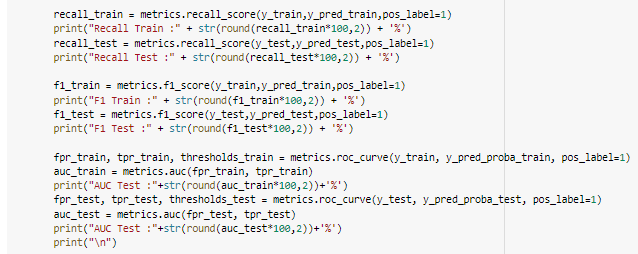 recall_train = metrics.recall_score(y_train,y_pred_train,pos_label=1)
print("Recall Train :" + str(round(recall_train*100,2)) + '%')
recall_test = metrics.recall_score(y_test,y_pred_test,pos_label=1)
print("Recall Test :" + str(round(recall_test*100,2)) + '%')
f1_train = metrics.f1_score(y_train,y_pred_train,pos_label=1)
print("F1 Train :" + str(round(f1_train*100,2)) + '%')
f1_test = metrics.f1_score(y_test,y_pred_test,pos_label=1)
print("F1 Test :" + str(round(f1_test*100,2)) + '%')
fpr_train, tpr_train, thresholds_train = metrics.roc_curve(y_train, y_pred_proba_train, pos_label=1)
auc_train = metrics.auc(fpr_train, tpr_train)
print("AUC Test :"+str(round(auc_train*100,2))+'%')
fpr_test, tpr_test, thresholds_test = metrics.roc_curve(y_test, y_pred_proba_test, pos_label=1)
auc_test = metrics.auc(fpr_test, tpr_test)
print("AUC Test :"+str(round(auc_test*100,2))+'%')
print("\n")